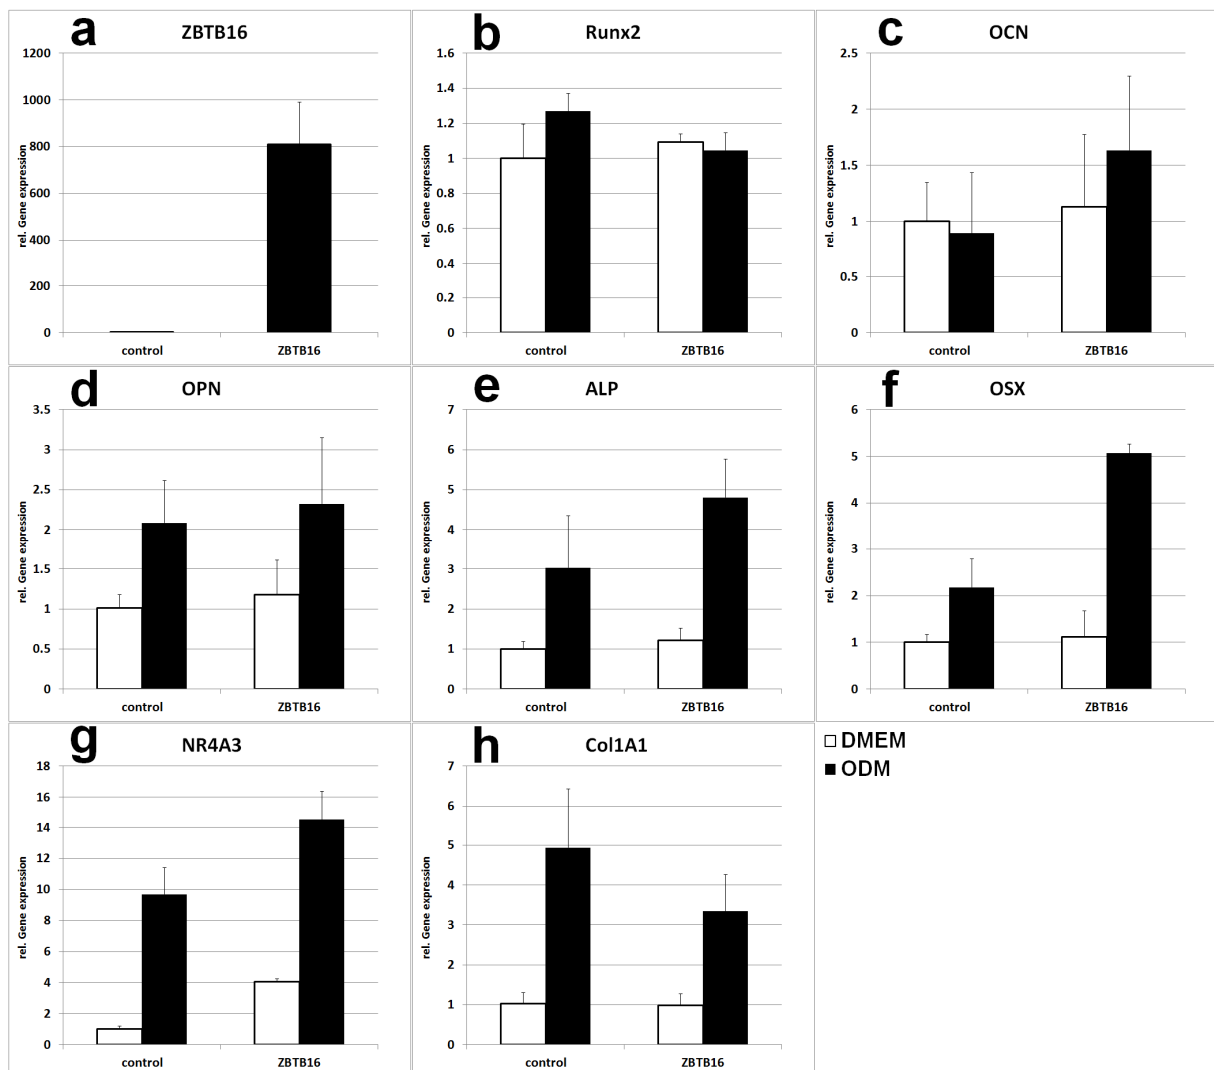 a ZBTB16
1200
1000
800
600
400
200
0
rel. Gene expression
control ZBTB16
b Runx2
1.6
1.4
1.2
1
0.8
0.6
0.4
0.2
0
rel. Gene expression
control ZBTB16
c OCN
2.5
2
1.5
1
0.5
0
rel. Gene expression
control ZBTB16
d OPN
3.5
3
2.5
2
1.5
1
0.5
0
rel. Gene expression
control ZBTB16
e ALP
7
6
5
4
3
2
1
0
rel. Gene expression
control ZBTB16
f OSX
6
5
4
3
2
1
0
rel. Gene expression
control ZBTB16
g NR4A3
18
16
14
12
10
8
6
4
2
0
rel. Gene expression
control ZBTB16
h Col1A1
7
6
5
4
3
2
1
0
rel. Gene expression
control ZBTB16
DMEM
ODM